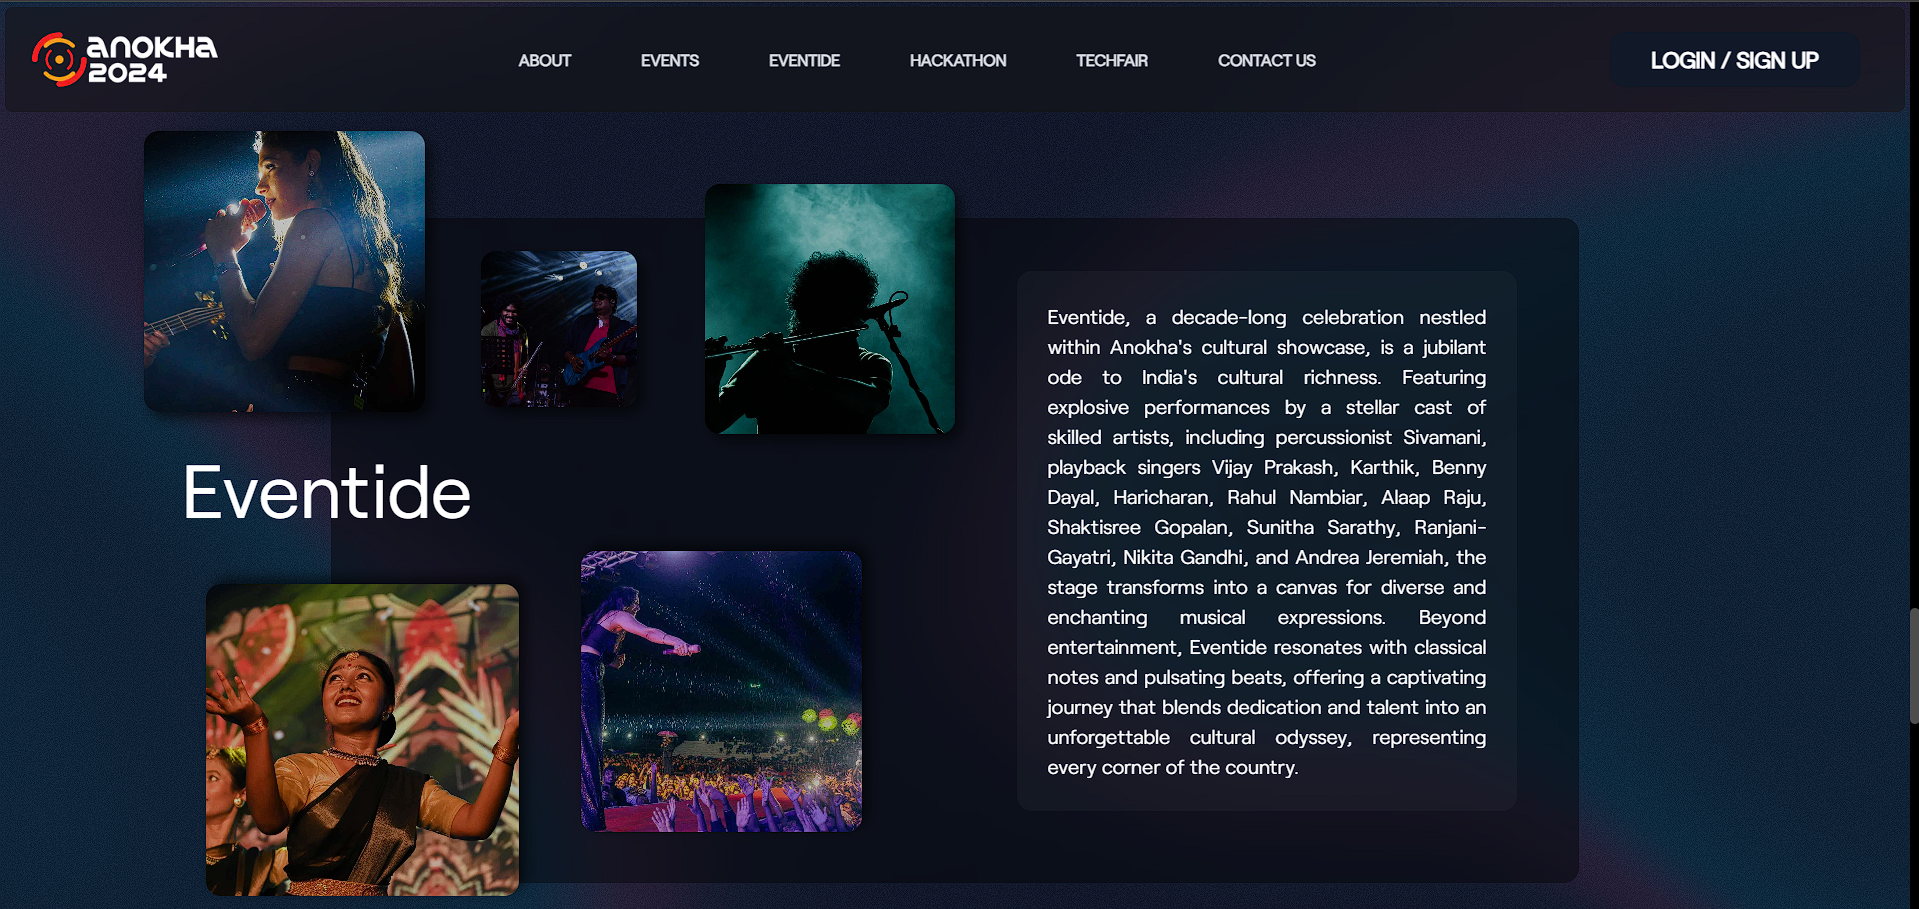 ANOKHA
2024
ABOUT
EVENTS
EVENTIDE
HACKATHON
TECHFAIR
CONTACT US
LOGIN / SIGN UP
Eventide
Eventide, a decade-long celebration nestled
within Anokha's cultural showcase, is a jubilant
ode to India's cultural richness. Featuring
explosive performances by a stellar cast of
skilled artists, including percussionist Sivamani,
playback singers Vijay Prakash, Karthik, Benny
Dayal, Haricharan, Rahul Nambiar, Alaap Raju,
Shaktisree Gopalan, Sunitha Sarathy, Ranjani-
Gayatri, Nikita Gandhi, and Andrea Jeremiah, the
stage transforms into a canvas for diverse and
enchanting musical expressions. Beyond
entertainment, Eventide resonates with classical
notes and pulsating beats, offering a captivating
journey that blends dedication and talent into an
unforgettable cultural odyssey, representing
every corner of the country.